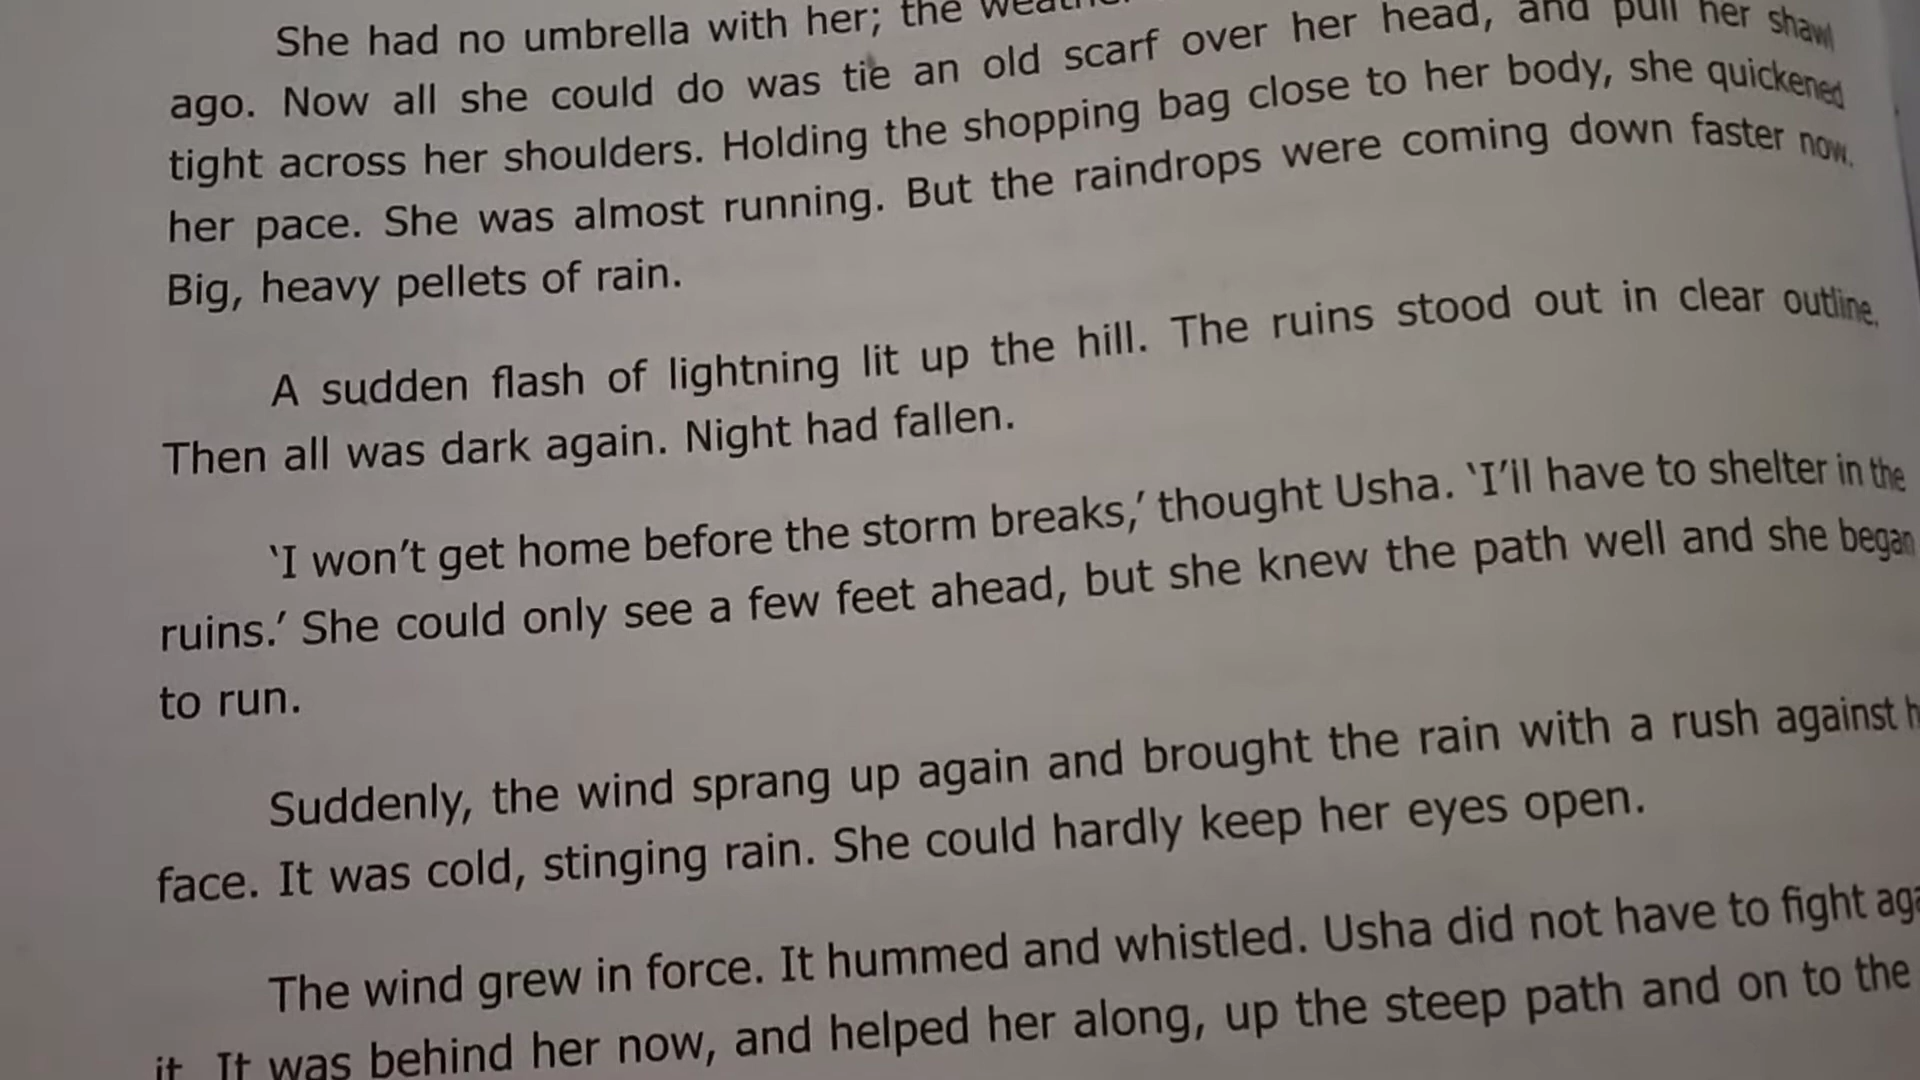 She had no umbrella with her; the
ago. Now all she could do was tie an old scarf over her head, and pull her shawl
tight across her shoulders. Holding the shopping bag close to her body, she quickened
her pace. She was almost running. But the raindrops were coming down faster now.
Big, heavy pellets of rain.
A sudden flash of lightning lit up the hill. The ruins stood out in clear outline.
Then all was dark again. Night had fallen.
‘I won’t get home before the storm breaks,’ thought Usha. ‘I’ll have to shelter in the
ruins.’ She could only see a few feet ahead, but she knew the path well and she began
to run.
Suddenly, the wind sprang up again and brought the rain with a rush against
face. It was cold, stinging rain. She could hardly keep her eyes open.
The wind grew in force. It hummed and whistled. Usha did not have to fight
it. It was behind her now, and helped her along, up the steep path and on to the